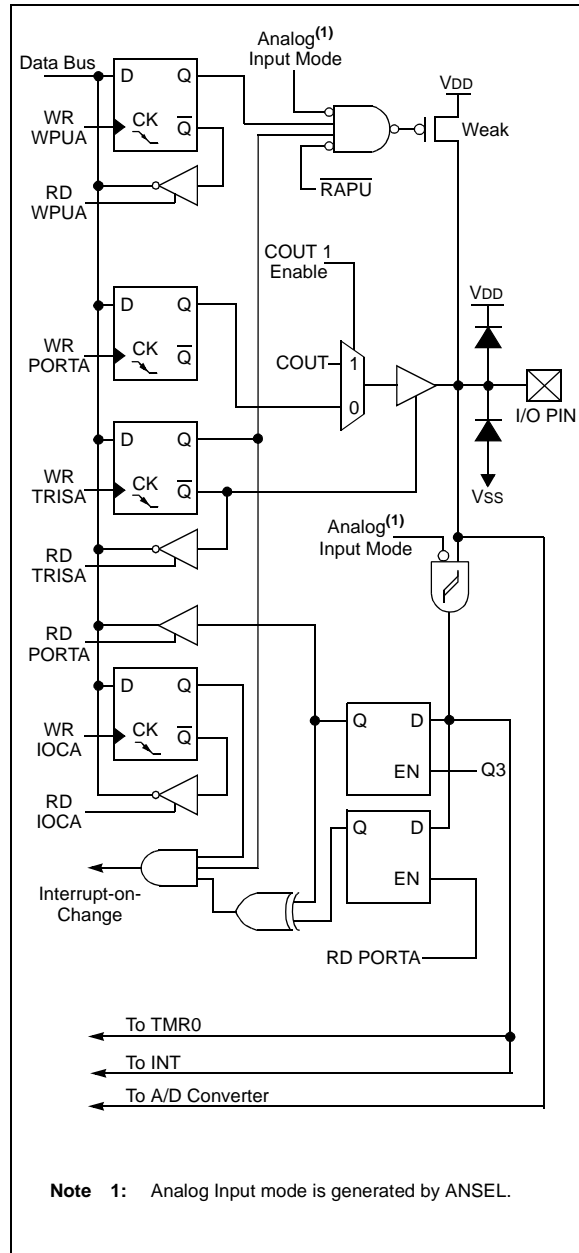 Data Bus
Analog(1)
Input Mode
VDD
D Q
WR
WPUA
CK
Q
Weak
RD
WPUA
RAPU
COUT 1
Enable
D Q
VDD
WR
PORTA
CK
Q
COUT
1
0
I/O PIN
D Q
WR
TRISA
CK
Q
VSS
RD
TRISA
Analog(1)
Input Mode
RD
PORTA
D Q
WR
IOCA
CK
Q
Q D
EN
Q3
RD
IOCA
Q D
EN
Interrupt-on-
Change
RD PORTA
To TMR0
To INT
To A/D Converter
Note 1: Analog Input mode is generated by ANSEL.